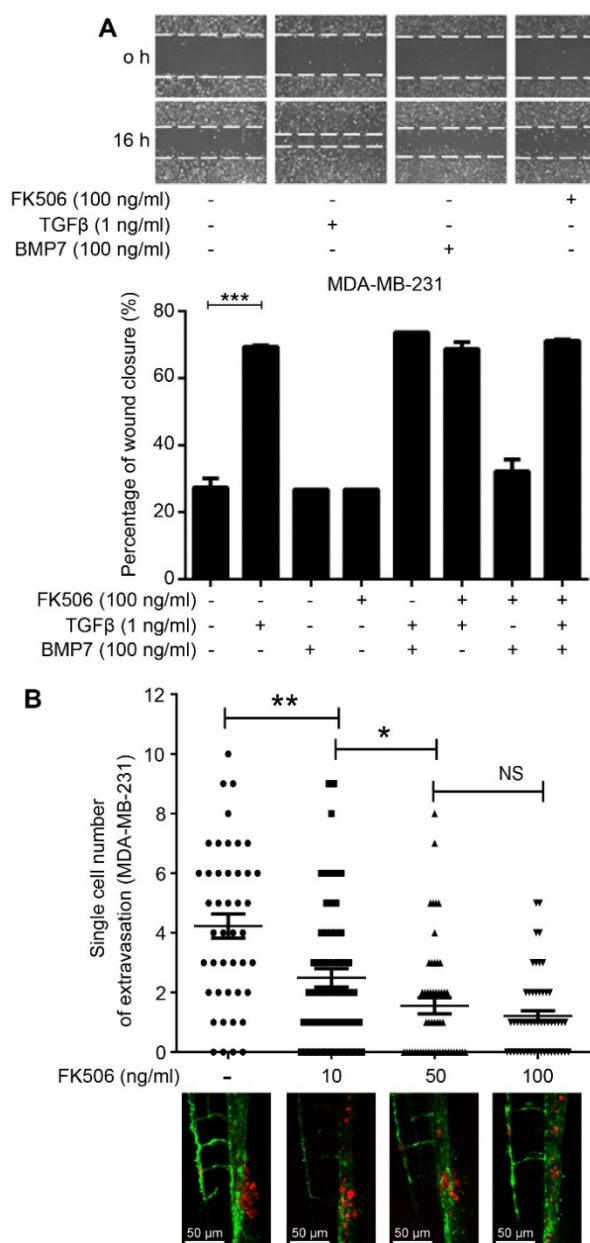 A
o h
16 h
FK506 (100 ng/ml) - - - +
TGFβ (1 ng/ml) - + - -
BMP7 (100 ng/ml) - - + -
MDA-MB-231
***
Percentage of wound closure (%)
80
60
40
20
0
FK506 (100 ng/ml) - - - + - + + +
TGFβ (1 ng/ml) - + - - + + - +
BMP7 (100 ng/ml) - - + - + - + +
B
Single cell number
of extravasation (MDA-MB-231)
12
10
8
6
4
2
0
**
*
NS
FK506 (ng/ml) - 10 50 100
50 µm 50 µm 50 µm 50 µm